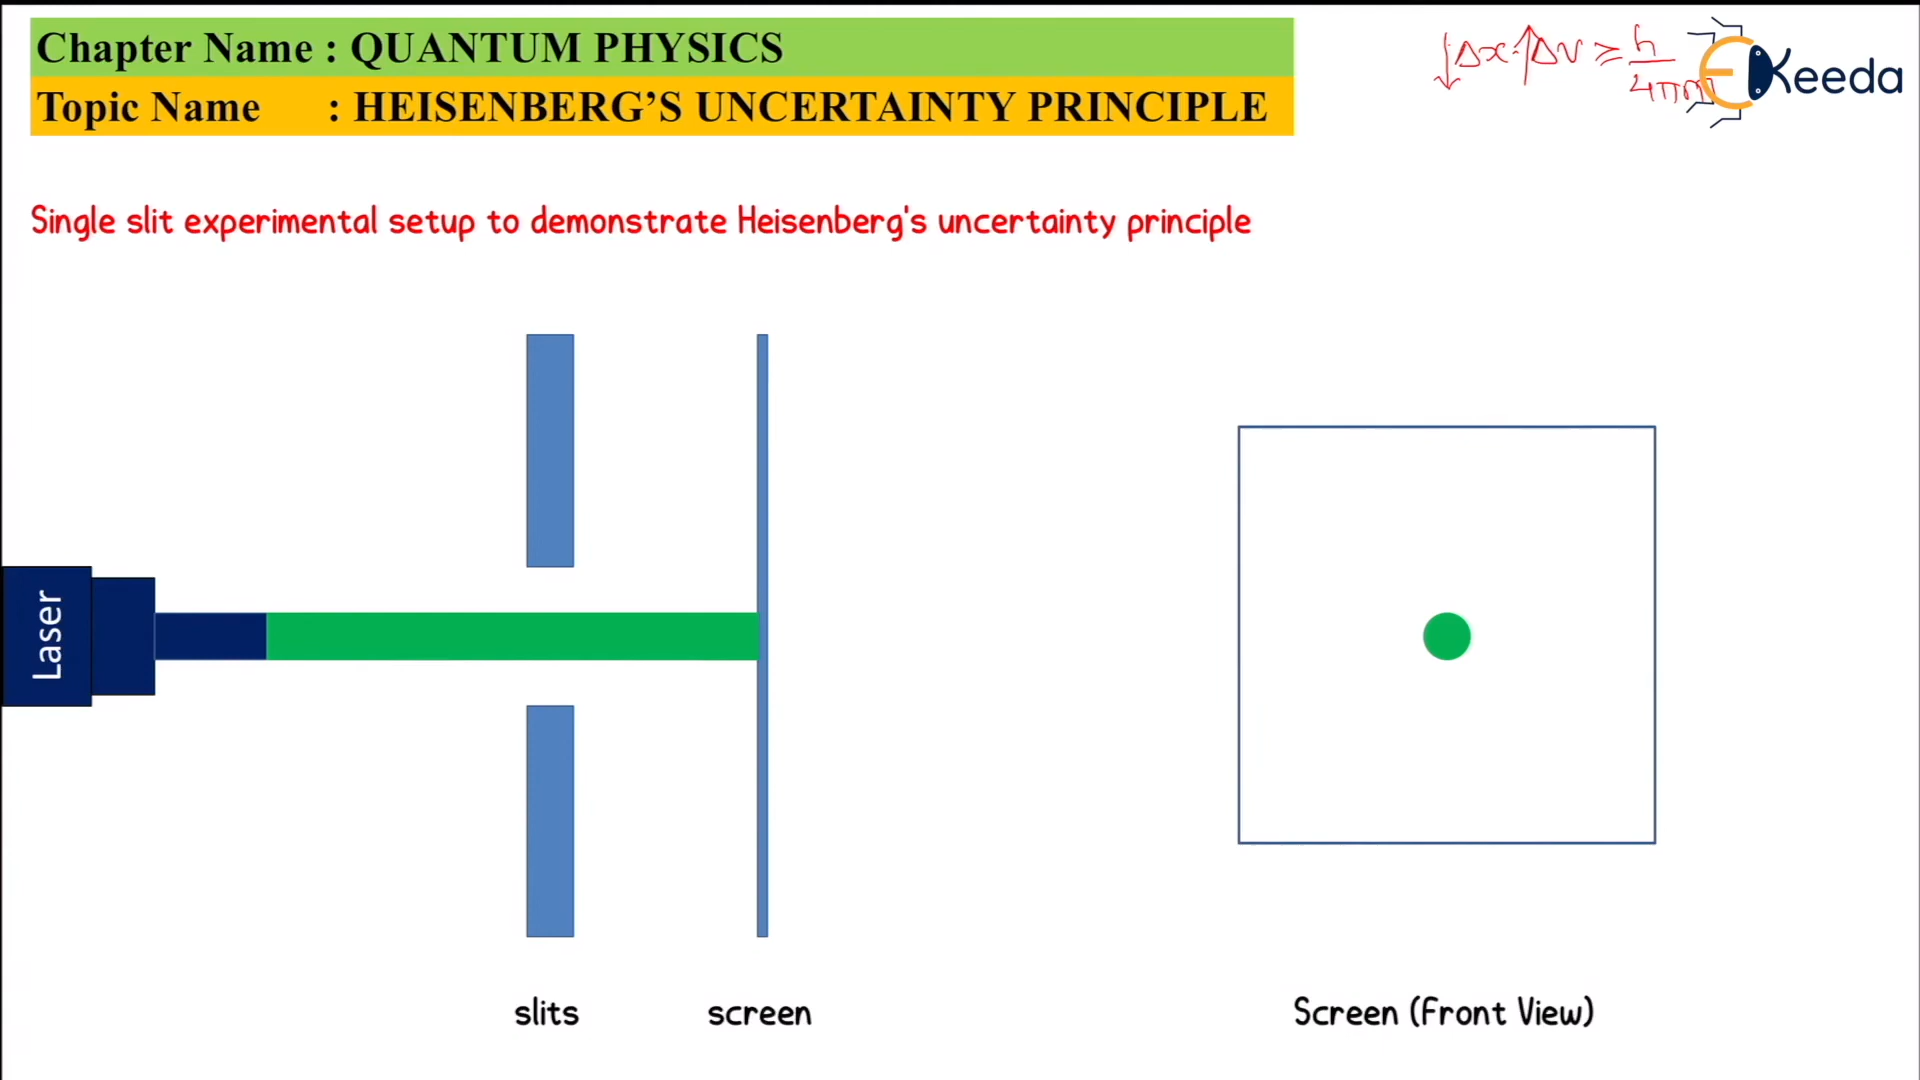 Chapter Name : QUANTUM PHYSICS
Topic Name : HEISENBERG'S UNCERTAINTY PRINCIPLE
↓Δx·↑Δv ≥ h/4πm
Ekeeda
Single slit experimental setup to demonstrate Heisenberg's uncertainty principle
Laser
slits screen Screen (Front View)